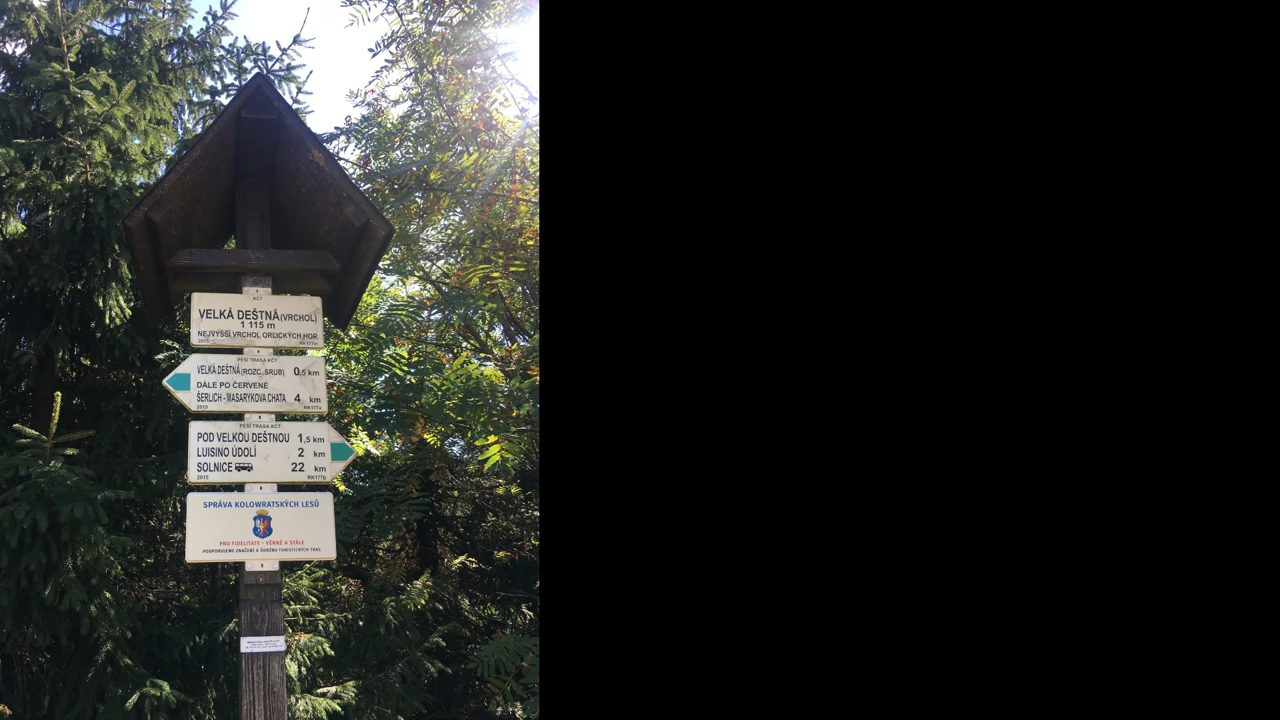 KČT
VELKÁ DEŠTNÁ (VRCHOL)
1 115 m
NEJVYŠŠÍ VRCHOL ORLICKÝCH HOR
2015 RK177m
PĚŠÍ TRASA KČT
VELKÁ DEŠTNÁ (ROZC. SRUB) 0,5 km
DÁLE PO ČERVENÉ
ŠERLICH - MASARYKOVA CHATA 4 km
2015 RK177a
PĚŠÍ TRASA KČT
POD VELKOU DEŠTNOU 1,5 km
LUISINO ÚDOLÍ 2 km
SOLNICE 22 km
2015 RK177b
SPRÁVA KOLOWRATSKÝCH LESŮ
PRO FIDELITATE - VĚRNĚ A STÁLE
PODPORUJEME ZNAČENÍ A ÚDRŽBU TURISTICKÝCH TRAS